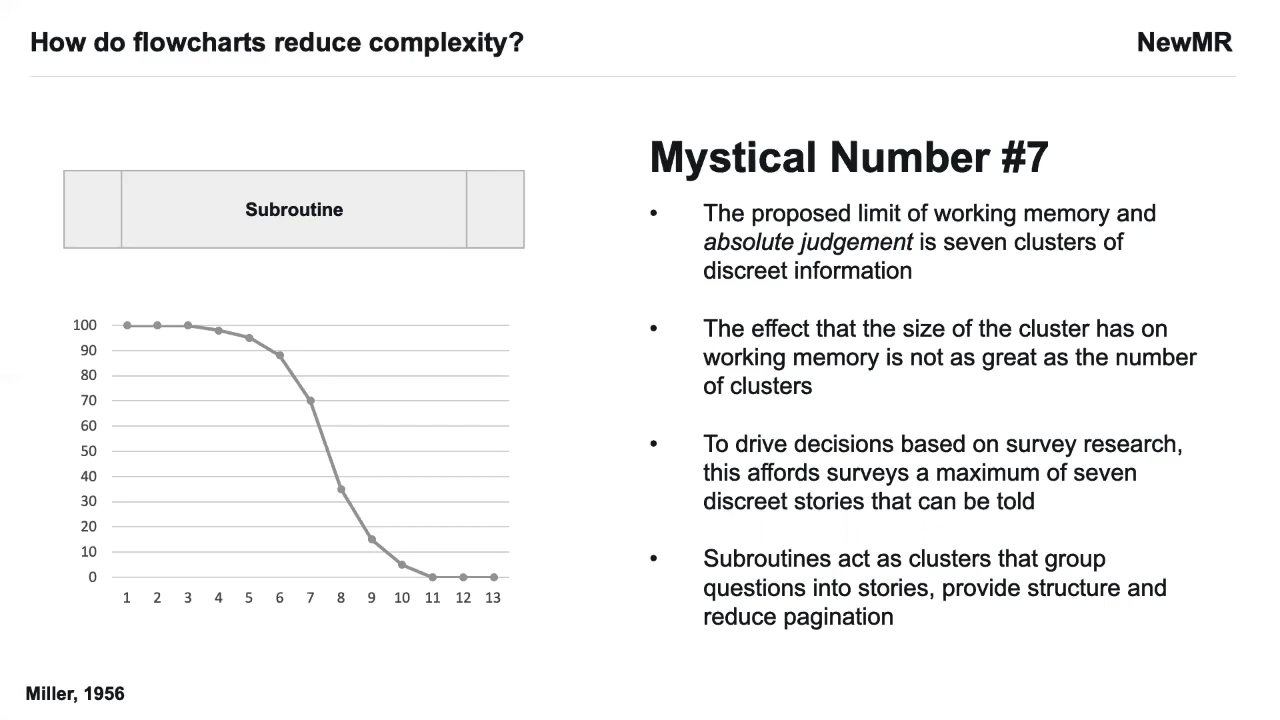 How do flowcharts reduce complexity?
NewMR
Subroutine
100
90
80
70
60
50
40
30
20
10
0
1 2 3 4 5 6 7 8 9 10 11 12 13
Mystical Number #7
• The proposed limit of working memory and
absolute judgement is seven clusters of
discreet information
• The effect that the size of the cluster has on
working memory is not as great as the number
of clusters
• To drive decisions based on survey research,
this affords surveys a maximum of seven
discreet stories that can be told
• Subroutines act as clusters that group
questions into stories, provide structure and
reduce pagination
Miller, 1956